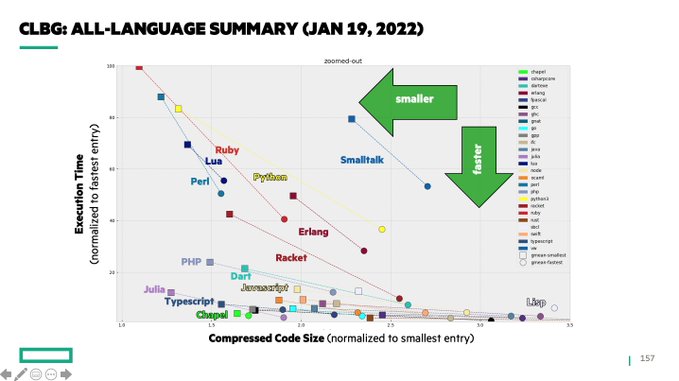 CLBG: ALL-LANGUAGE SUMMARY (JAN 19, 2022)
zoomed-out
Execution Time
(normalized to fastest entry)
100
80
60
40
20
1
1.0
1.5
2.0
2.5
3.0
3.5
Compressed Code Size (normalized to smallest entry)
smaller
faster
Ruby
Lua
Perl
Python
Smalltalk
Erlang
Racket
PHP
Dart
Julia
Javascript
Typescript
Chapel
Lisp
chapel
csharpcore
dartexe
erlang
fpascal
gcc
ghc
gnat
go
gpp
ifc
java
julia
lua
node
ocaml
perl
php
python3
racket
ruby
rust
sbcl
swift
typescript
vw
gmean-smallest
gmean-fastest
157